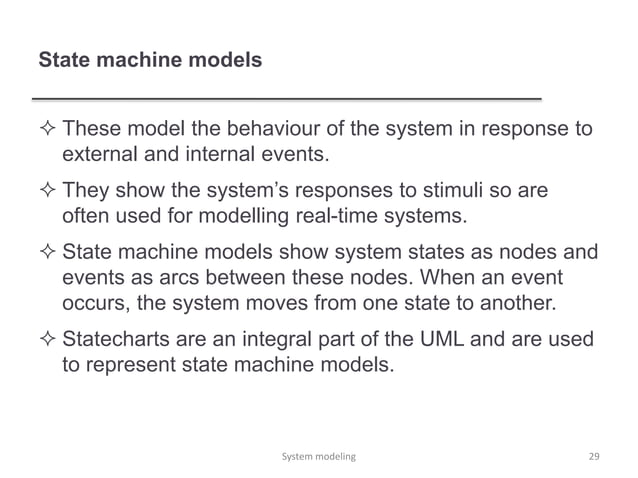 State machine models
✧ These model the behaviour of the system in response to
external and internal events.
✧ They show the system’s responses to stimuli so are
often used for modelling real-time systems.
✧ State machine models show system states as nodes and
events as arcs between these nodes. When an event
occurs, the system moves from one state to another.
✧ Statecharts are an integral part of the UML and are used
to represent state machine models.
System modeling
29